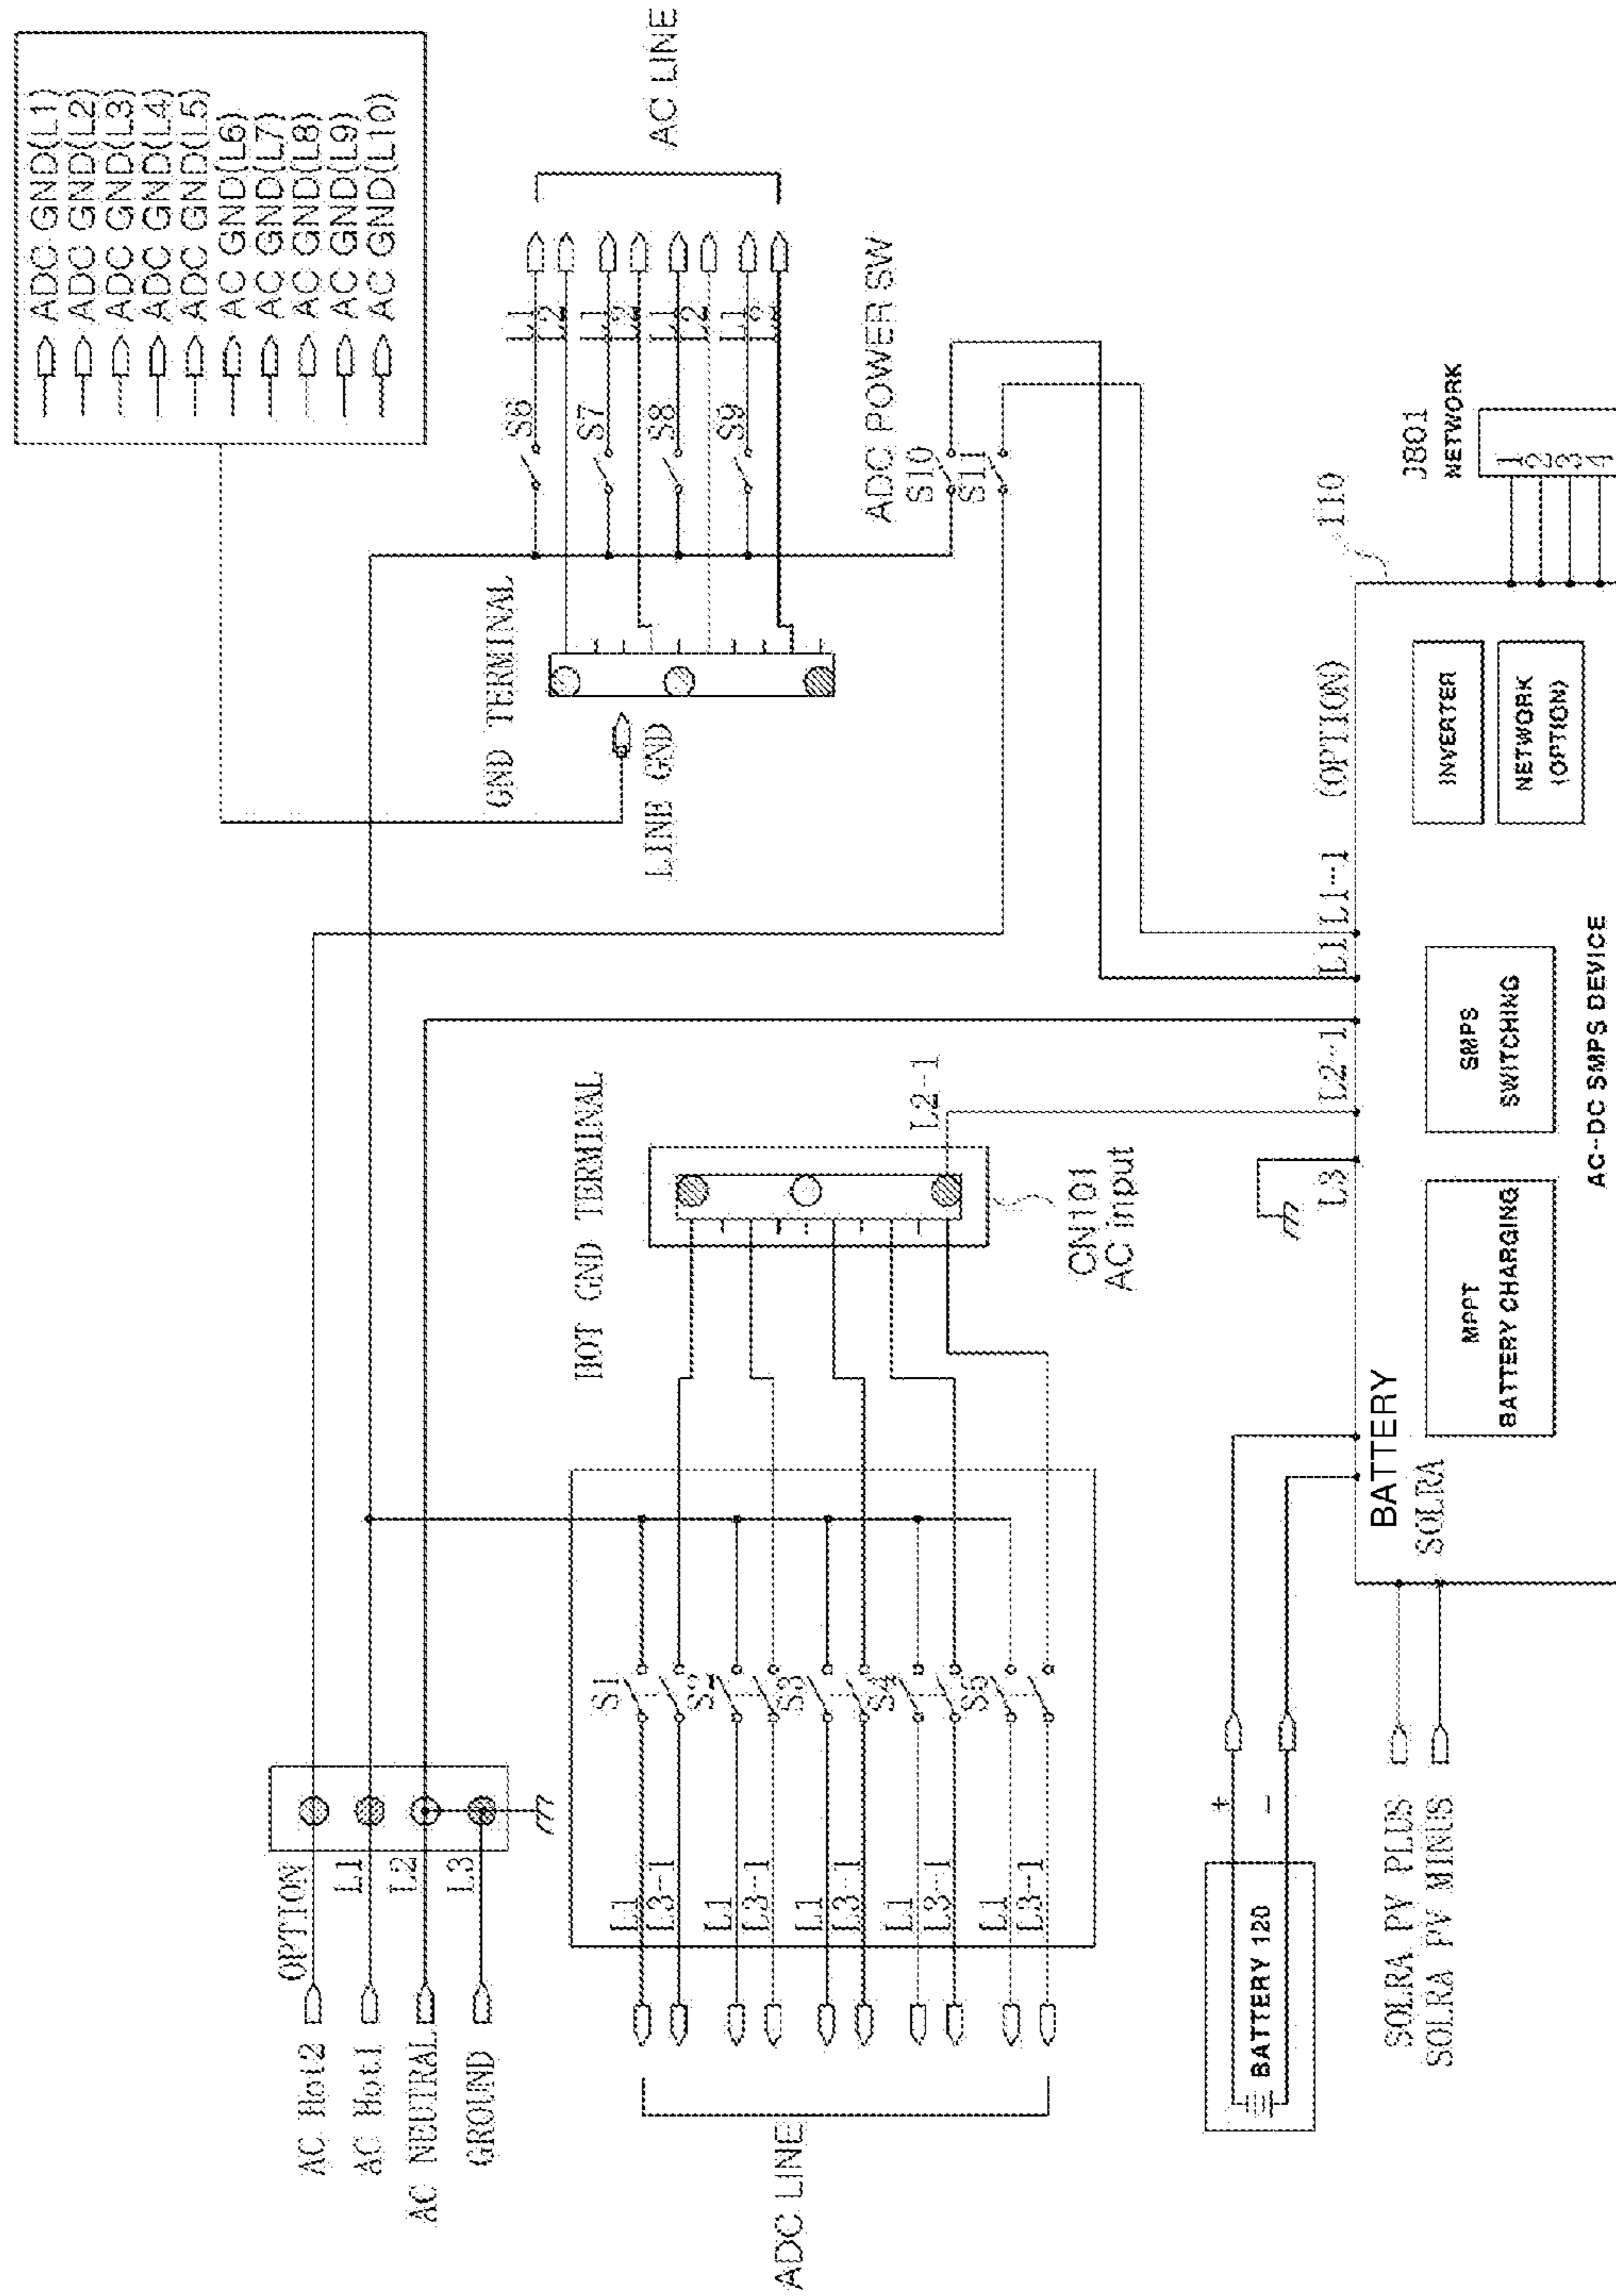 ADC GND(L1)
ADC GND(L2)
ADC GND(L3)
ADC GND(L4)
ADC GND(L5)
AC GND(L6)
AC GND(L7)
AC GND(L8)
AC GND(L9)
AC GND(L10)
AC Hot2
AC Hot1
AC NEUTRAL
GROUND
OPTION
L1
L2
L3
GND TERMINAL
LINE GND
S6
S7
S8
S9
L1
L2
L1
L2
L1
L2
L1
AC LINE
ADC POWER SW
S10
S11
ADC LINE
L1
L3-1
L1
L3-1
L1
L3-1
L1
L3-1
L1
L3-1
S1
S2
S3
S4
S5
HOT GND TERMINAL
L2-1
CN101
AC input
L3
L2-1
L1
L1-1
(OPTION)
110
BATTERY 120
+
-
SOLRA PV PLUS
SOLRA PV MINUS
BATTERY
SOLRA
MPPT
BATTERY CHARGING
SMPS
SWITCHING
INVERTER
NETWORK
(OPTION)
AC-DC SMPS DEVICE
J801
NETWORK
1
2
3
4